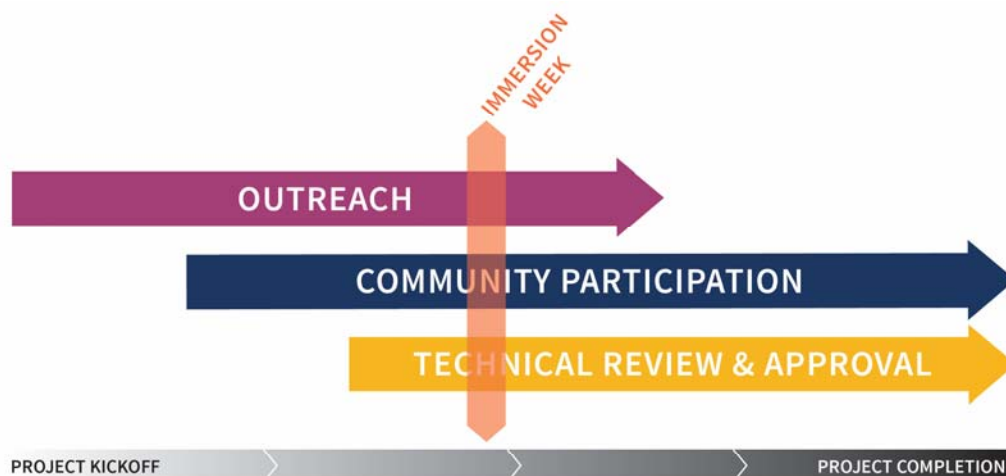 IMMERSION
WEEK
OUTREACH
COMMUNITY PARTICIPATION
TECHNICAL REVIEW & APPROVAL
PROJECT KICKOFF
PROJECT COMPLETION